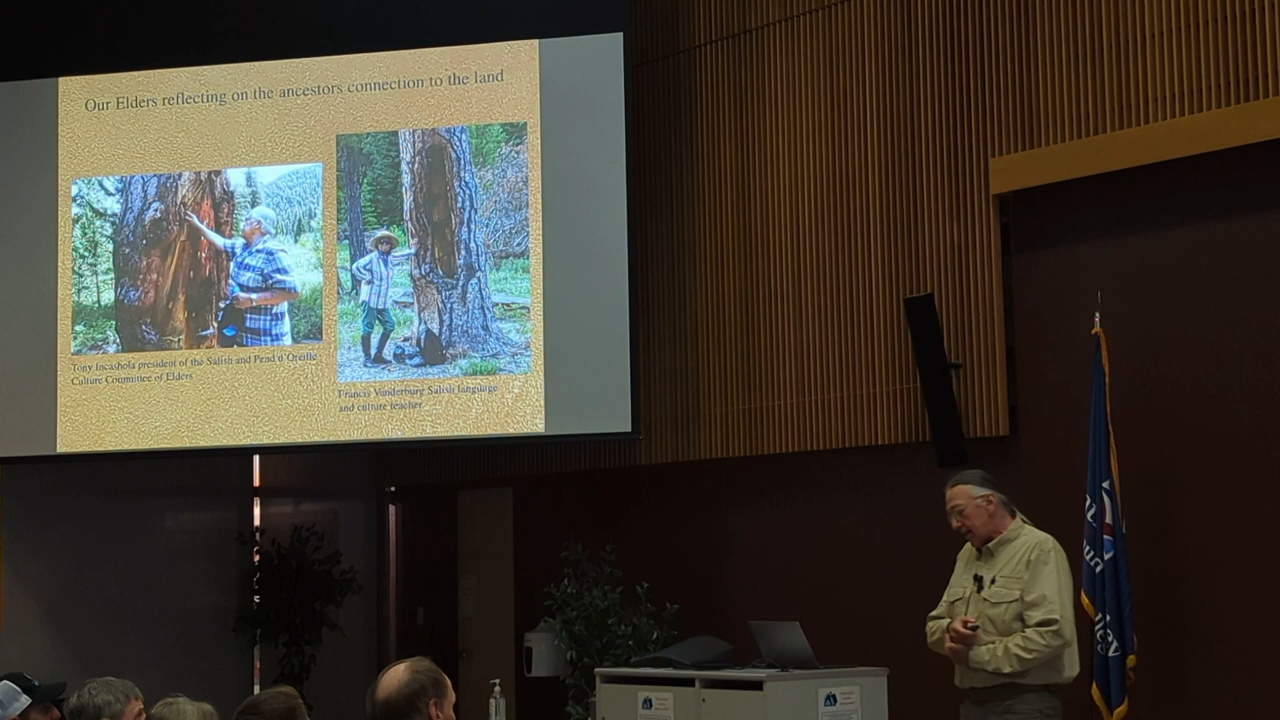 Our Elders reflecting on the ancestors connection to the land
Tony Incashola president of the Salish and Pend d'Oreille
Culture Committee of Elders
Francis Vanderburg Salish language
and culture teacher